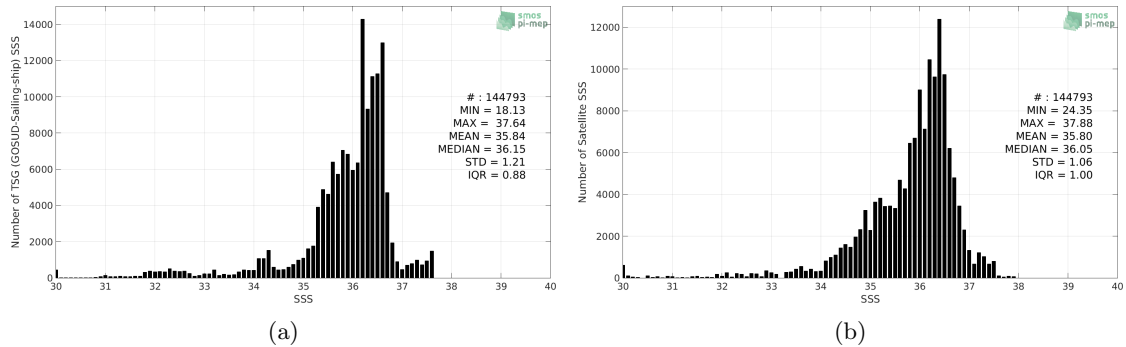 smos
pi-mep
Number of TSG (GOSUD-Sailing-ship) SSS
14000
12000
10000
8000
6000
4000
2000
0
# : 144793
MIN = 18.13
MAX = 37.64
MEAN = 35.84
MEDIAN = 36.15
STD = 1.21
IQR = 0.88
30 31 32 33 34 35 36 37 38 39 40
SSS
(a)
smos
pi-mep
Number of Satellite SSS
12000
10000
8000
6000
4000
2000
0
# : 144793
MIN = 24.35
MAX = 37.88
MEAN = 35.80
MEDIAN = 36.05
STD = 1.06
IQR = 1.00
30 31 32 33 34 35 36 37 38 39 40
SSS
(b)